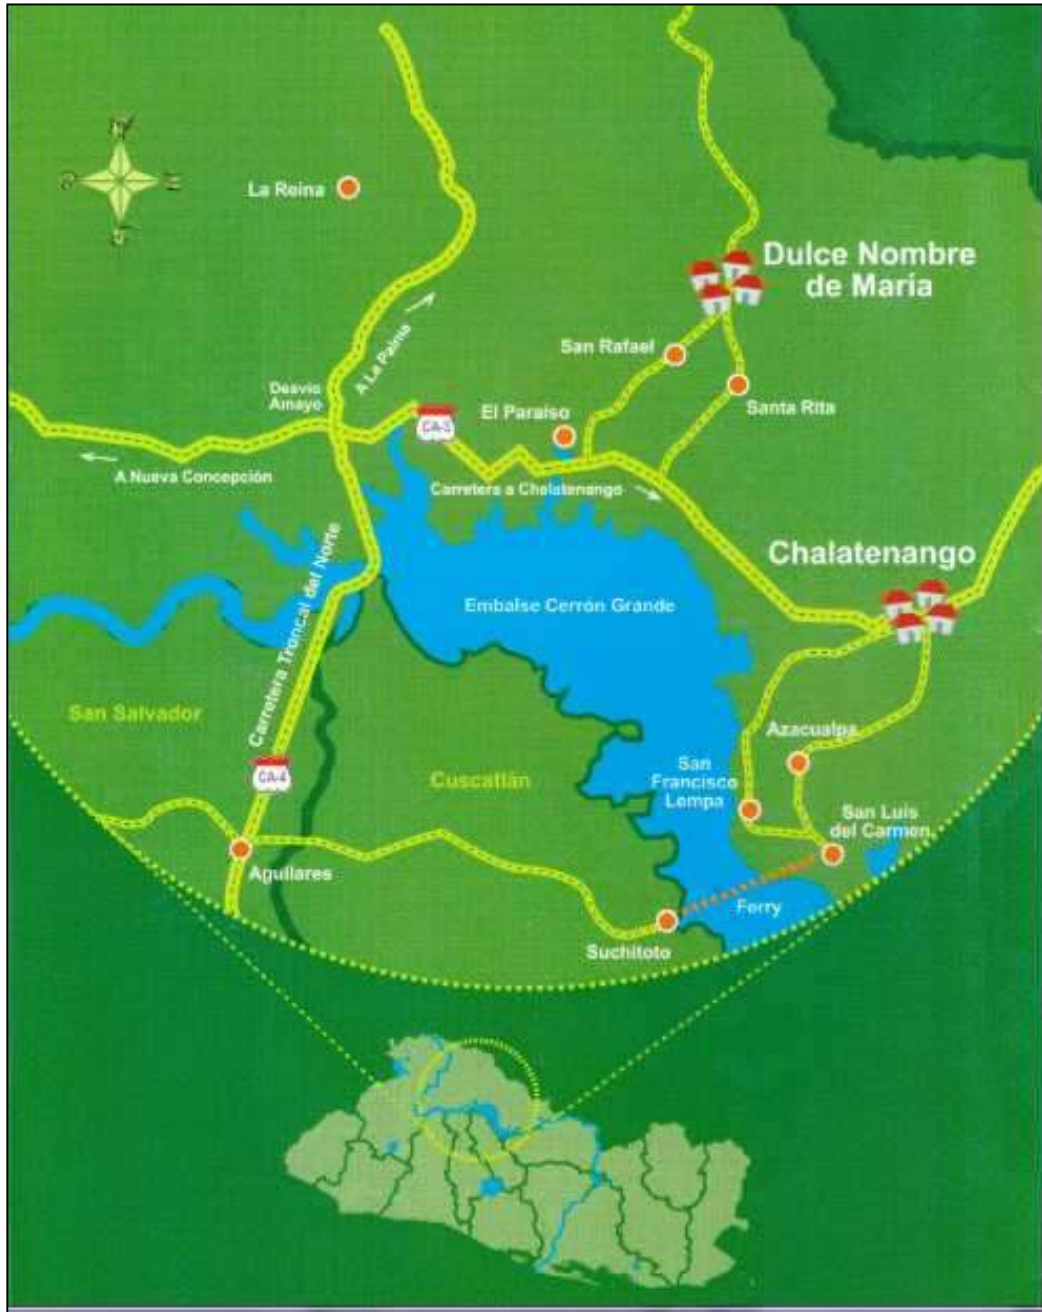 N
O
E
S
La Reina
Dulce Nombre
de María
San Rafael
A La Palma
Desvío
Amayo
Santa Rita
El Paraíso
CA-3
A Nueva Concepción
Carretera a Chalatenango
Chalatenango
Carretera Troncal del Norte
Embalse Cerrón Grande
San Salvador
Azacualpa
CA-4
Cuscatlán
San
Francisco
Lempa
San Luis
del Carmen
Aguilares
Ferry
Suchitoto